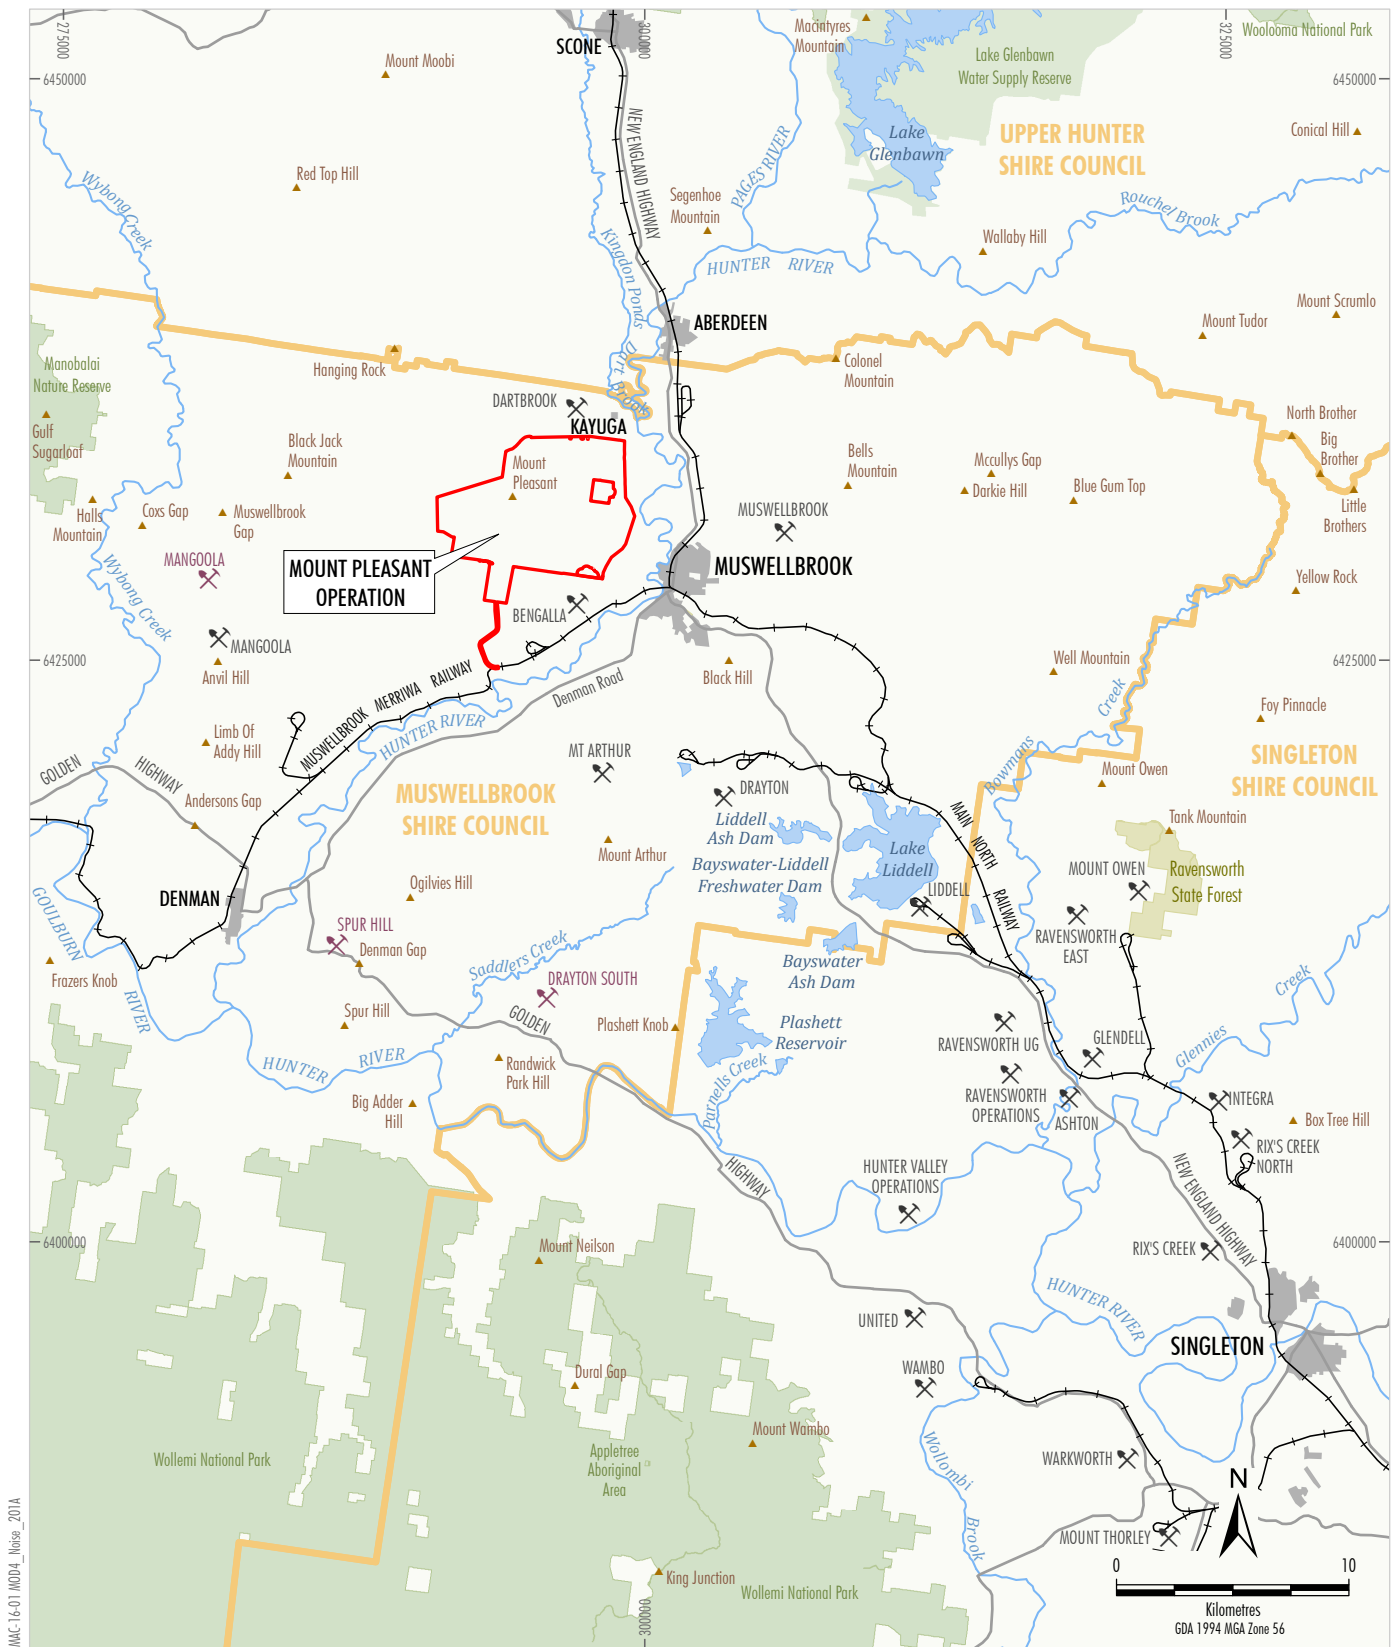 275000
SCONE
300000
Macintyres
Mountain
325000
Woolooma National Park
Mount Moobi
Lake Glenbawn
Water Supply Reserve
6450000
6450000
NEW ENGLAND HIGHWAY
UPPER HUNTER
SHIRE COUNCIL
Conical Hill
Lake
Glenbawn
PAGES RIVER
Wybong Creek
Red Top Hill
Segenhoe
Mountain
Rouchel Brook
Kingdon Ponds
Wallaby Hill
HUNTER RIVER
Mount Scrumlo
ABERDEEN
Mount Tudor
Manobalai
Nature Reserve
Hanging Rock
Dart Brook
Colonel
Mountain
DARTBROOK
KAYUGA
North Brother
Gulf
Sugarloaf
Black Jack
Mountain
Big
Brother
Mount
Pleasant
Bells
Mountain
Mccullys Gap
Darkie Hill
Blue Gum Top
Little
Brothers
Halls
Mountain
Coxs Gap
Muswellbrook
Gap
MUSWELLBROOK
MANGOOLA
MOUNT PLEASANT
OPERATION
MUSWELLBROOK
Wybong Creek
Yellow Rock
BENGALLA
MANGOOLA
6425000
6425000
Anvil Hill
Well Mountain
Black Hill
MUSWELLBROOK MERRIWA RAILWAY
Denman Road
Creek
Foy Pinnacle
Limb Of
Addy Hill
HUNTER RIVER
SINGLETON
SHIRE COUNCIL
GOLDEN
HIGHWAY
MT ARTHUR
Bowmans
Mount Owen
MUSWELLBROOK
SHIRE COUNCIL
DRAYTON
Andersons Gap
MAIN NORTH RAILWAY
Liddell
Ash Dam
Tank Mountain
Mount Arthur
Lake
Liddell
Bayswater-Liddell
Freshwater Dam
MOUNT OWEN
Ravensworth
State Forest
Ogilvies Hill
LIDDELL
DENMAN
GOULBURN
RIVER
SPUR HILL
Denman Gap
RAVENSWORTH
EAST
Saddlers Creek
Bayswater
Ash Dam
Frazers Knob
DRAYTON SOUTH
Creek
Spur Hill
GOLDEN
Plashett Knob
Plashett
Reservoir
RAVENSWORTH UG
GLENDELL
Glennies
HUNTER RIVER
Randwick
Park Hill
Parnells Creek
RAVENSWORTH
OPERATIONS
Big Adder
Hill
ASHTON
INTEGRA
Box Tree Hill
RIX'S CREEK
NORTH
HIGHWAY
HUNTER VALLEY
OPERATIONS
NEW ENGLAND HIGHWAY
6400000
Mount Neilson
RIX'S CREEK
6400000
HUNTER RIVER
UNITED
SINGLETON
Dural Gap
WAMBO
Mount Wambo
Wollombi
Brook
Wollemi National Park
Appletree
Aboriginal
Area
WARKWORTH
N
MOUNT THORLEY
King Junction
Wollemi National Park
0
10
Kilometres
GDA 1994 MGA Zone 56
300000
MAC-16-01 MOD4_Noise_201A